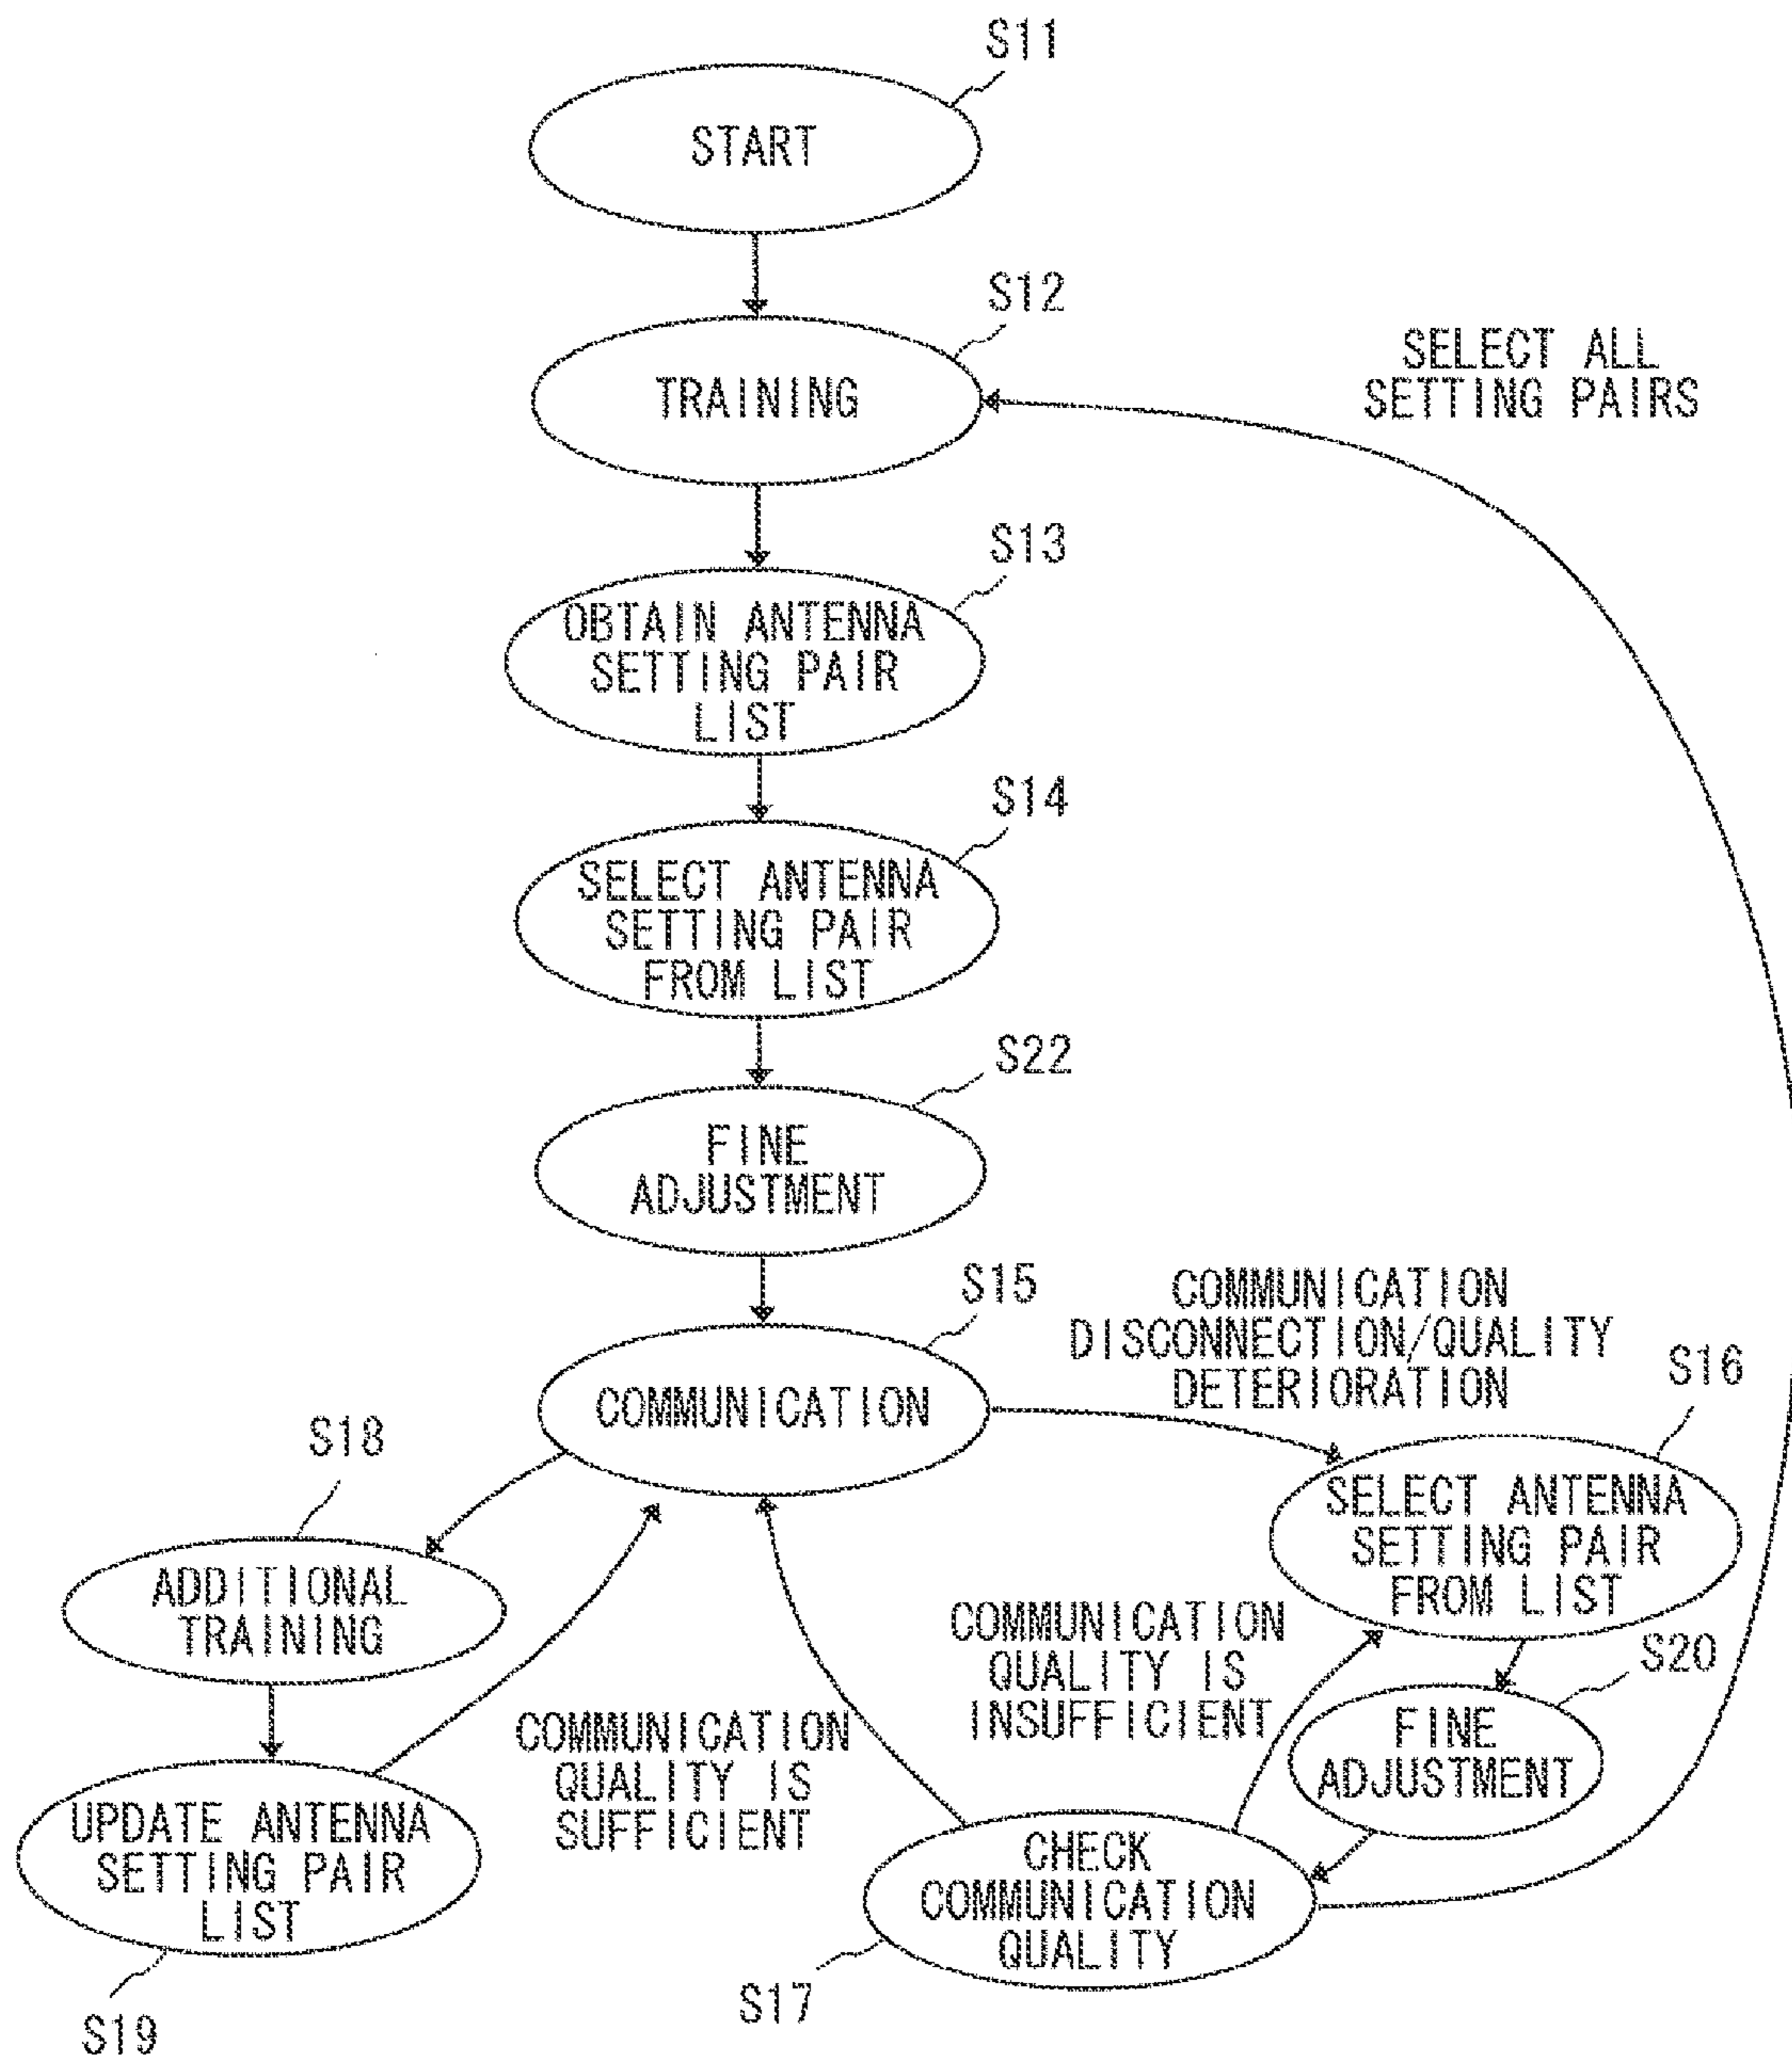 S11
START
S12
TRAINING
SELECT ALL
SETTING PAIRS
S13
OBTAIN ANTENNA
SETTING PAIR
LIST
S14
SELECT ANTENNA
SETTING PAIR
FROM LIST
S22
FINE
ADJUSTMENT
S15
COMMUNICATION
COMMUNICATION
DISCONNECTION/QUALITY
DETERIORATION
S16
SELECT ANTENNA
SETTING PAIR
FROM LIST
S18
ADDITIONAL
TRAINING
COMMUNICATION
QUALITY IS
INSUFFICIENT
S20
FINE
ADJUSTMENT
COMMUNICATION
QUALITY IS
SUFFICIENT
UPDATE ANTENNA
SETTING PAIR
LIST
S19
CHECK
COMMUNICATION
QUALITY
S17